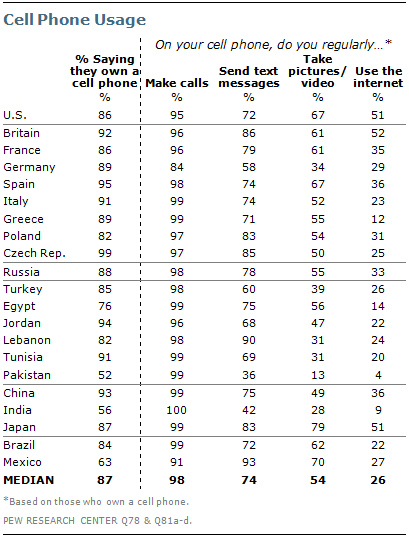 Cell Phone Usage
On your cell phone, do you regularly…*
% Saying they own a cell phone Make calls Send text messages Take pictures/ video Use the internet
% % % % %
U.S. 86 95 72 67 51
Britain 92 96 86 61 52
France 86 96 79 61 35
Germany 89 84 58 34 29
Spain 95 98 74 67 36
Italy 91 99 74 52 23
Greece 89 99 71 55 12
Poland 82 97 83 54 31
Czech Rep. 99 97 85 50 25
Russia 88 98 78 55 33
Turkey 85 98 60 39 26
Egypt 76 99 75 56 14
Jordan 94 96 68 47 22
Lebanon 82 98 90 31 24
Tunisia 91 99 69 31 20
Pakistan 52 99 36 13 4
China 93 99 75 49 36
India 56 100 42 28 9
Japan 87 99 83 79 51
Brazil 84 99 72 62 22
Mexico 63 91 93 70 27
MEDIAN 87 98 74 54 26
*Based on those who own a cell phone.
PEW RESEARCH CENTER Q78 & Q81a-d.